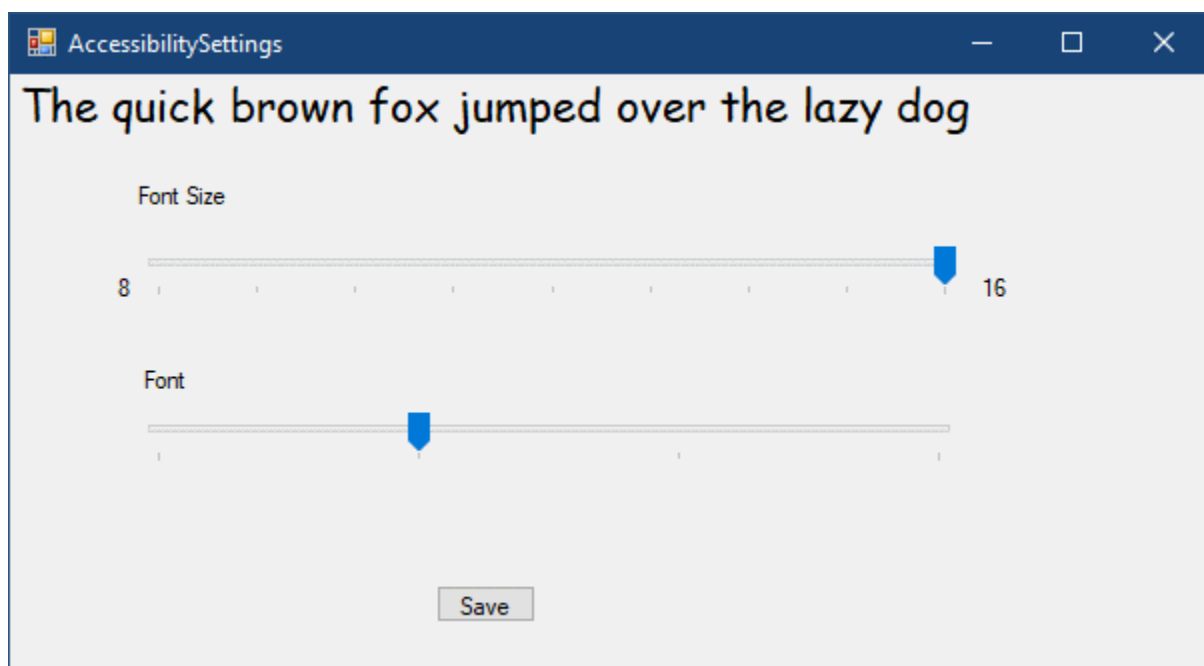 AccessibilitySettings
The quick brown fox jumped over the lazy dog
Font Size
8 16
Font
Save